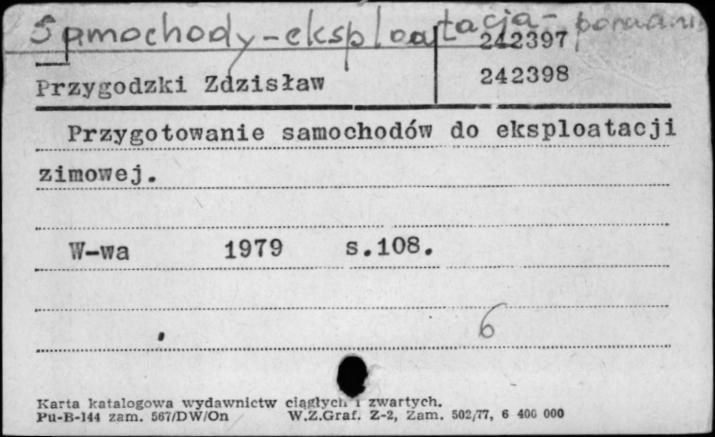 Samochody - eksploatacja -
242397
Przygodzki Zdzisław
242398
Przygotowanie samochodów do eksploatacji
zimowej.
W-wa 1979 s.108.
6
Karta katalogowa wydawnictw ciągłych i zwartych.
Pu-B-144 zam. 567/DW/On W.Z.Graf. Z-2, Zam. 502/77, 6 400 000